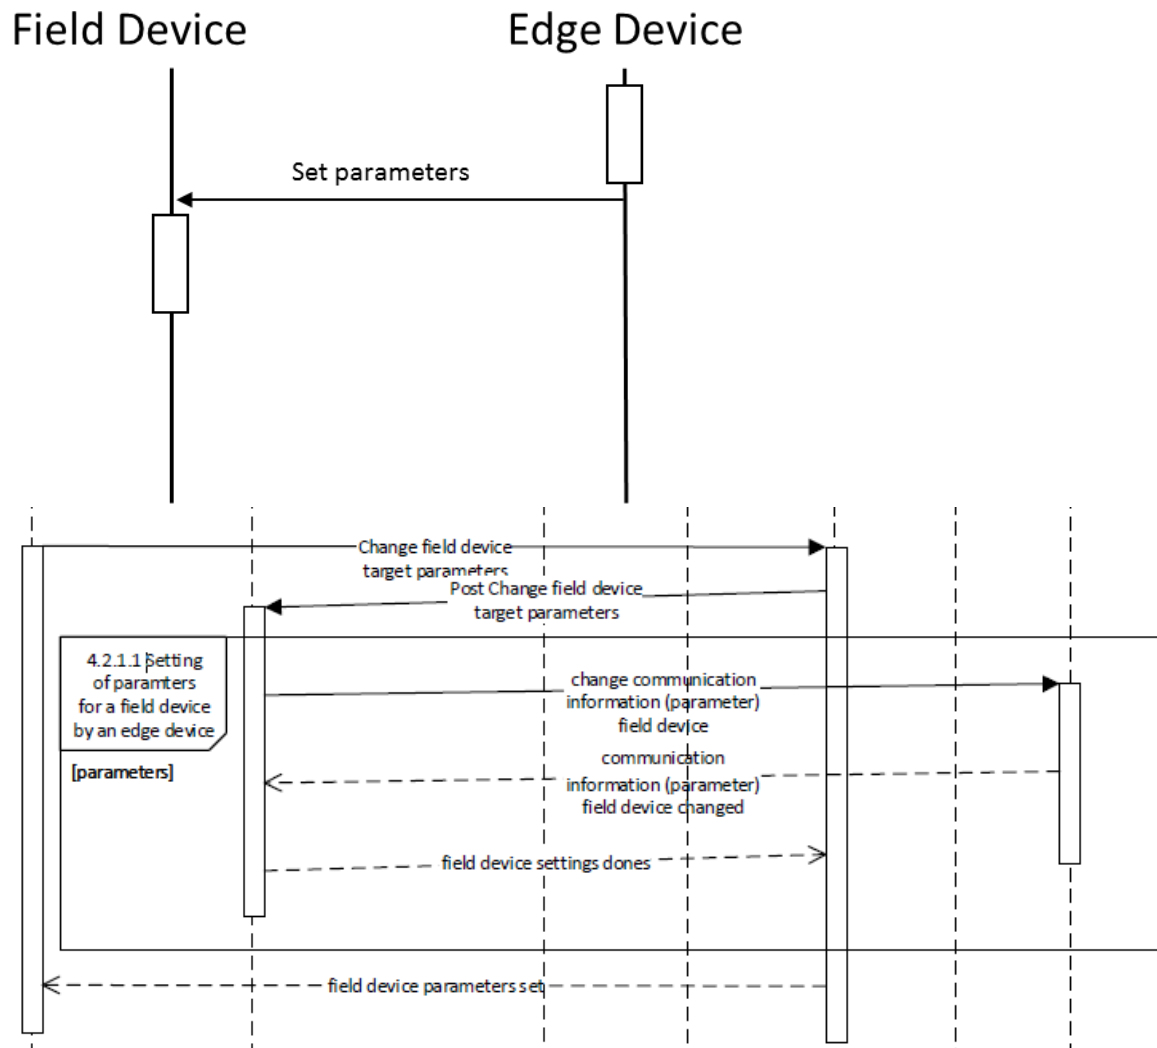 Field Device
Edge Device
Set parameters
Change field device
target parameters
Post Change field device
target parameters
4.2.1.1 Setting
of paramters
for a field device
by an edge device
[parameters]
change communication
information (parameter)
field device
communication
information (parameter)
field device changed
field device settings dones
field device parameters set